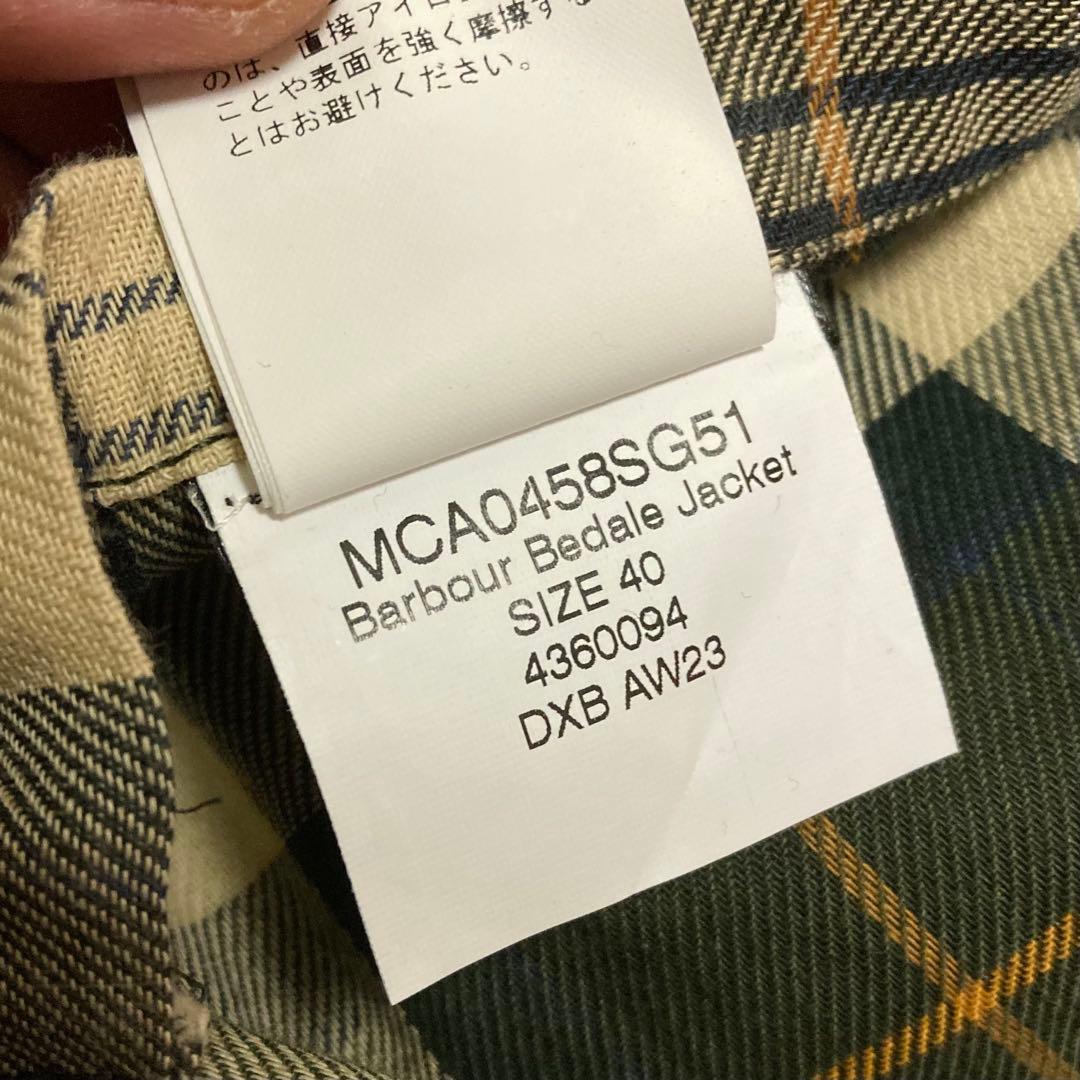 直接アイロ
のは、
ことや表面を強く摩擦する
とはお避けください。
MCA0458SG51
Barbour Bedale Jacket
SIZE 40
4360094
DXB AW23